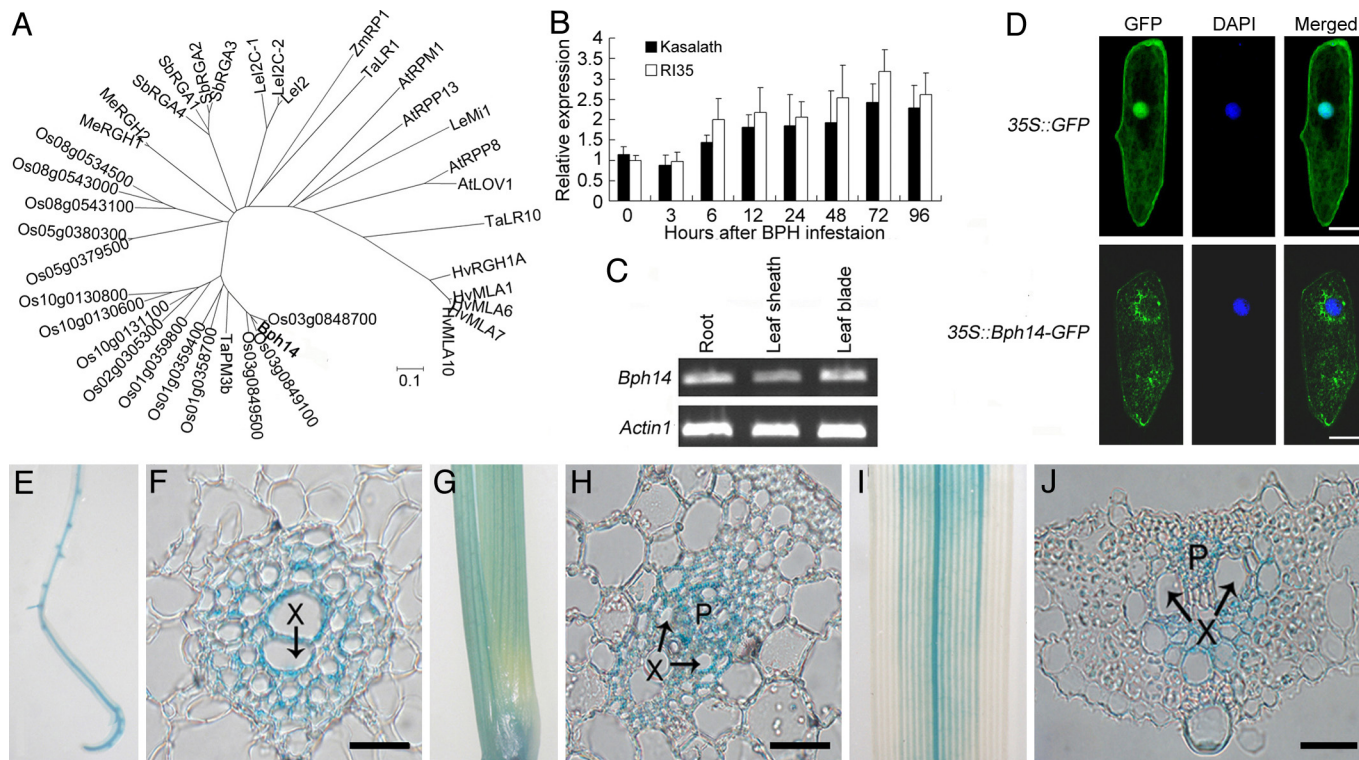 A
ZmRP1
TaLR1
AtRPM1
AtRPP13
LeMi1
AtRPP8
AtLOV1
TaLR10
HvRGH1A
HvMLA1
HvMLA6
HvMLA7
HvMLA10
Os03g0848700
Bph14
Os03g0849100
Os03g0849500
TaPM3b
Os01g0358700
Os01g0359400
Os01g0359800
Os02g0305300
Os10g0131100
Os10g0130600
Os10g0130800
Os05g0379500
Os05g0380300
Os08g0543100
Os08g0543000
Os08g0534500
MeRGH1
MeRGH2
SbRGA4
SbRGA1
SbRGA2
SbRGA3
LeI2C-1
LeI2C-2
LeI2
0.1
B
Relative expression
4
3.5
3
2.5
2
1.5
1
0.5
0
Kasalath
RI35
0 3 6 12 24 48 72 96
Hours after BPH infestaion
C
Root
Leaf sheath
Leaf blade
Bph14
Actin1
D
GFP DAPI Merged
35S::GFP
35S::Bph14-GFP
E
F
X
G
H
P
X
I
J
P
X